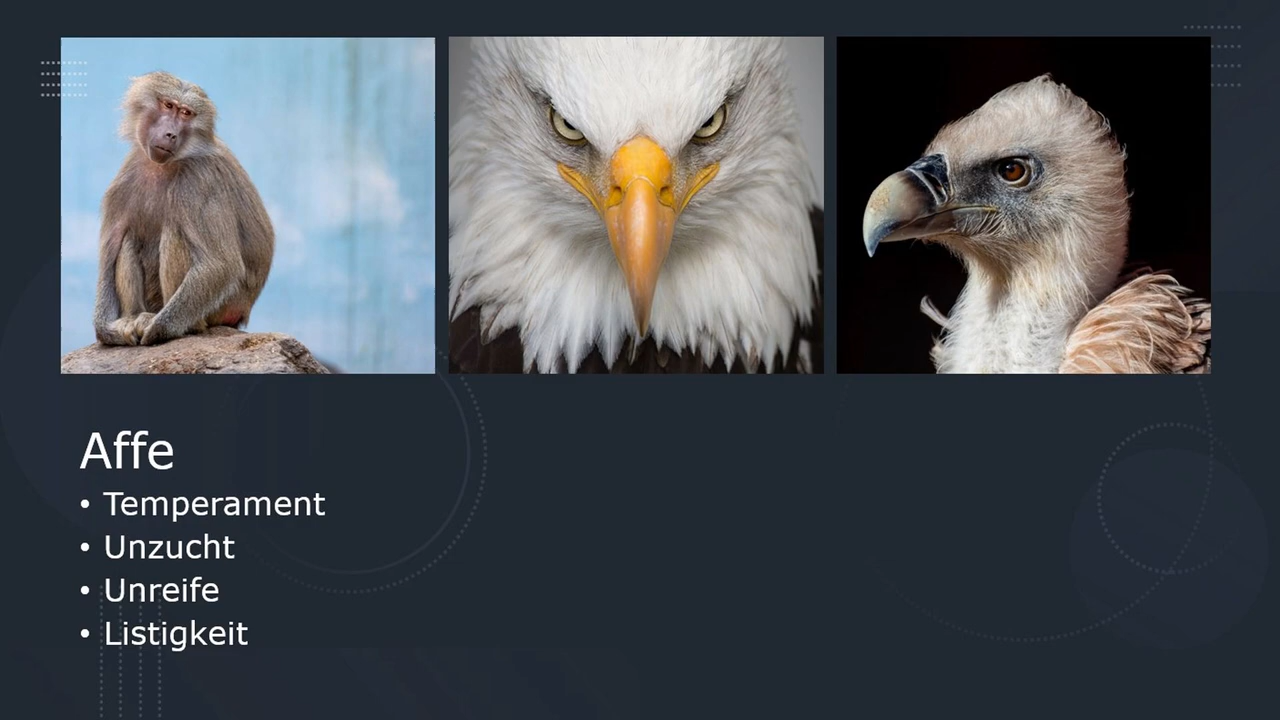 Affe
• Temperament
• Unzucht
• Unreife
• Listigkeit